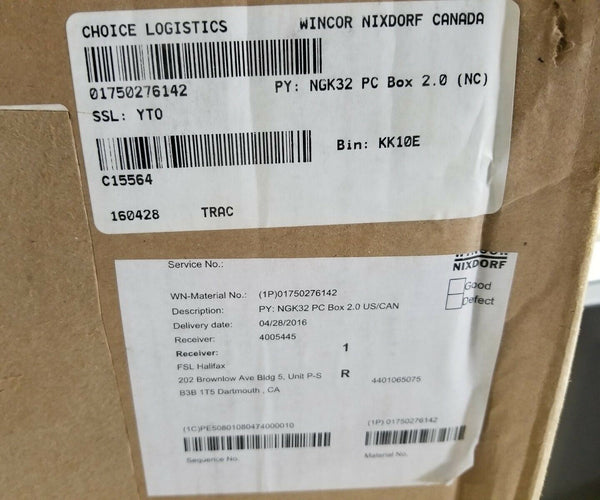 CHOICE LOGISTICS WINCOR NIXDORF CANADA
01750276142 PY: NGK32 PC Box 2.0 (NC)
SSL: YTO
Bin: KK10E
C15564
160428 TRAC
WINCOR
NIXDORF
Service No.:
Good
Defect
WN-Material No.: (1P)01750276142
Description: PY: NGK32 PC Box 2.0 US/CAN
Delivery date: 04/28/2016
Receiver: 4005445
Receiver: 1
FSL Halifax
202 Browntow Ave Bldg 5, Unit P-S R 4401065075
B3B 1T5 Dartmouth , CA
(1C)PE50801080474000010 (1P) 01750276142
Sequence No. Material No.